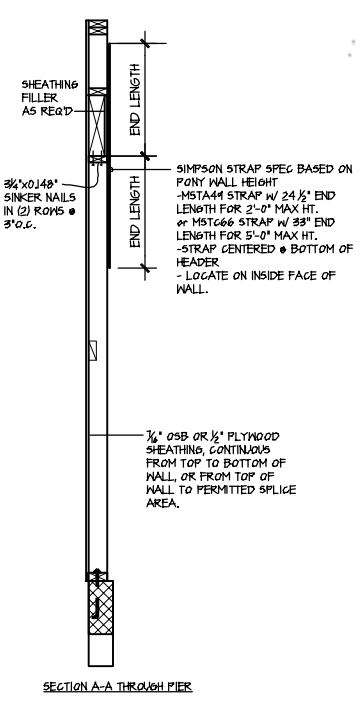 SHEATHING
FILLER
AS REQ'D
END LENGTH
3¼"x0.148"
SINKER NAILS
IN (2) ROWS @
3"O.C.
END LENGTH
SIMPSON STRAP SPEC BASED ON
PONY WALL HEIGHT
-MSTA49 STRAP W/ 24 ½" END
LENGTH FOR 2'-0" MAX HT.
or MSTC66 STRAP W/ 33" END
LENGTH FOR 5'-0" MAX HT.
-STRAP CENTERED @ BOTTOM OF
HEADER
- LOCATE ON INSIDE FACE OF
WALL.
7/16" OSB OR ½" PLYWOOD
SHEATHING, CONTINUOUS
FROM TOP TO BOTTOM OF
WALL, OR FROM TOP OF
WALL TO PERMITTED SPLICE
AREA.
SECTION A-A THROUGH PIER